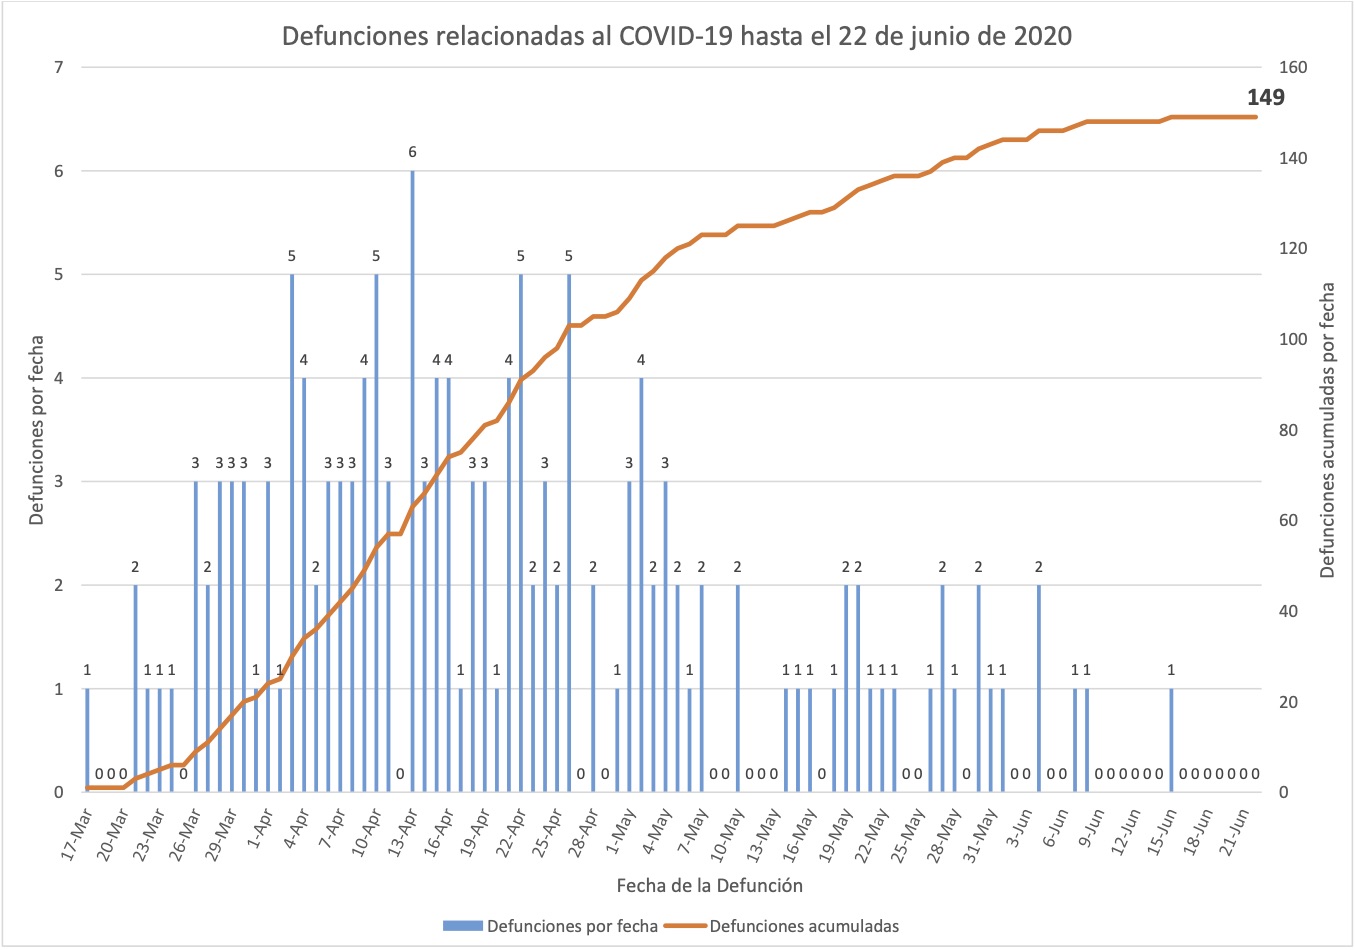 Defunciones relacionadas al COVID-19 hasta el 22 de junio de 2020
7 160
149
140
6
6
120
5 5 5 5
5
100
4 4 4 4 4 4
4
80
3 3 3 3 3 3 3 3 3 3 3 3 3 3 3
3
60
2 2 2 2 2 2 2 2 2 2 2 2 2 2 2
2
40
1 1 1 1 1 1 1 1 1 1 1 1 1 1 1 1 1 1 1 1 1 1 1 1
1
20
0 0 0 0 0 0 0 0 0 0 0 0 0 0 0 0 0 0 0 0 0 0 0 0 0 0 0 0 0 0 0 0 0
0 0
Defunciones por fecha
Defunciones acumuladas por fecha
17-Mar 20-Mar 23-Mar 26-Mar 29-Mar 1-Apr 4-Apr 7-Apr 10-Apr 13-Apr 16-Apr 19-Apr 22-Apr 25-Apr 28-Apr 1-May 4-May 7-May 10-May 13-May 16-May 19-May 22-May 25-May 28-May 31-May 3-Jun 6-Jun 9-Jun 12-Jun 15-Jun 18-Jun 21-Jun
Fecha de la Defunción
Defunciones por fecha Defunciones acumuladas